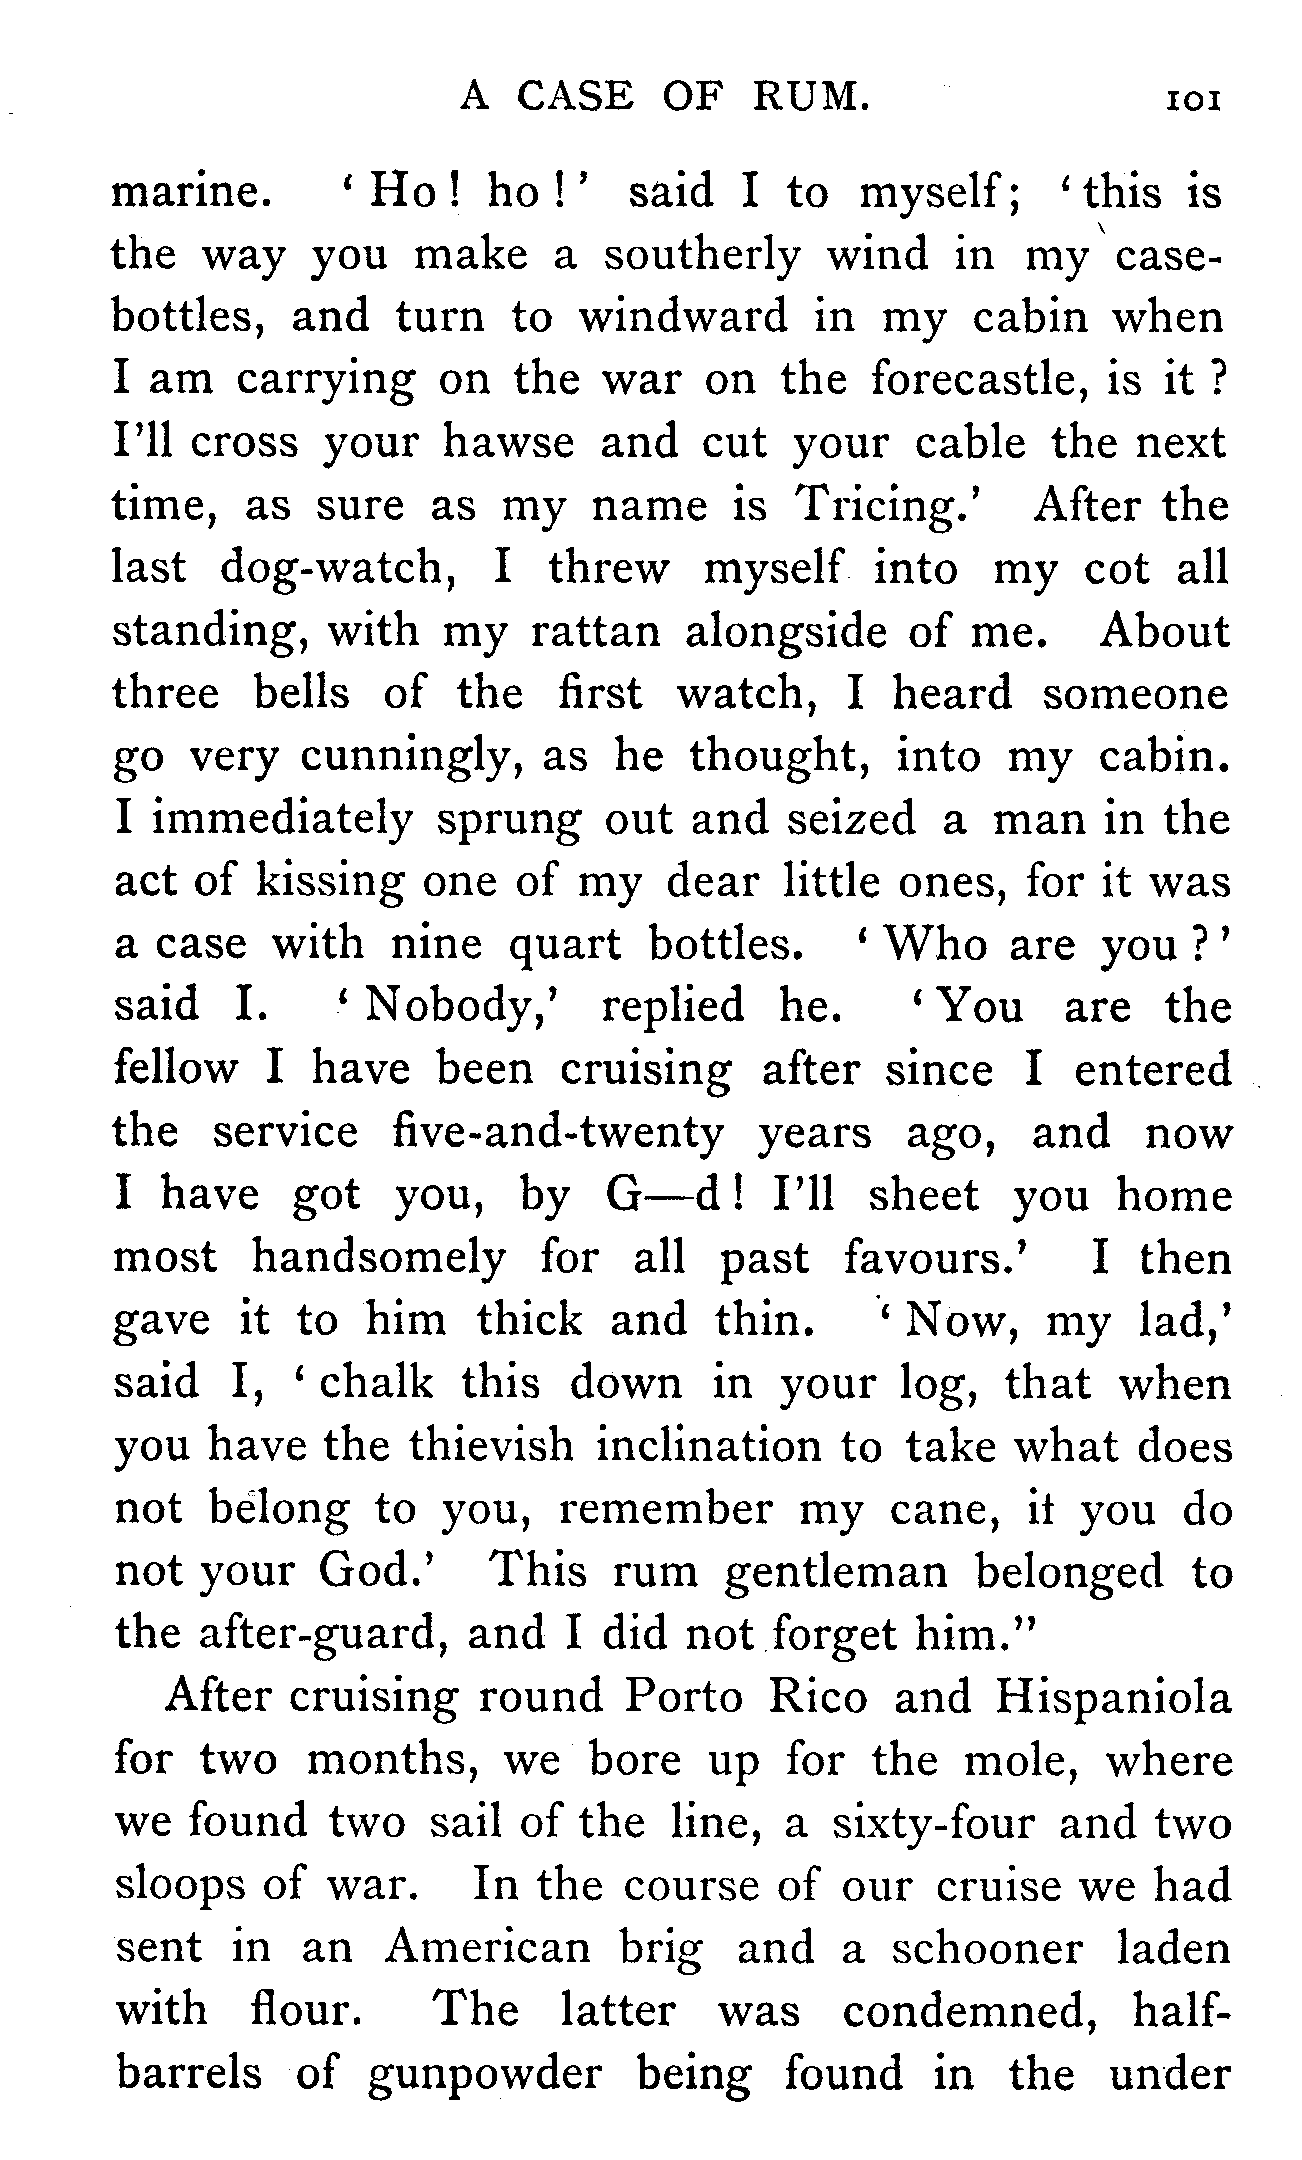 A CASE OF RUM. 101
marine. ‘Ho! ho!’ said I to myself; ‘this is
the way you make a southerly wind in my case-
bottles, and turn to windward in my cabin when
I am carrying on the war on the forecastle, is it?
I’ll cross your hawse and cut your cable the next
time, as sure as my name is Tricing.’ After the
last dog-watch, I threw myself into my cot all
standing, with my rattan alongside of me. About
three bells of the first watch, I heard someone
go very cunningly, as he thought, into my cabin.
I immediately sprung out and seized a man in the
act of kissing one of my dear little ones, for it was
a case with nine quart bottles. ‘Who are you?’
said I. ‘Nobody,’ replied he. ‘You are the
fellow I have been cruising after since I entered
the service five-and-twenty years ago, and now
I have got you, by G—d! I’ll sheet you home
most handsomely for all past favours.’ I then
gave it to him thick and thin. ‘Now, my lad,’
said I, ‘chalk this down in your log, that when
you have the thievish inclination to take what does
not belong to you, remember my cane, if you do
not your God.’ This rum gentleman belonged to
the after-guard, and I did not forget him.”
After cruising round Porto Rico and Hispaniola
for two months, we bore up for the mole, where
we found two sail of the line, a sixty-four and two
sloops of war. In the course of our cruise we had
sent in an American brig and a schooner laden
with flour. The latter was condemned, half-
barrels of gunpowder being found in the under